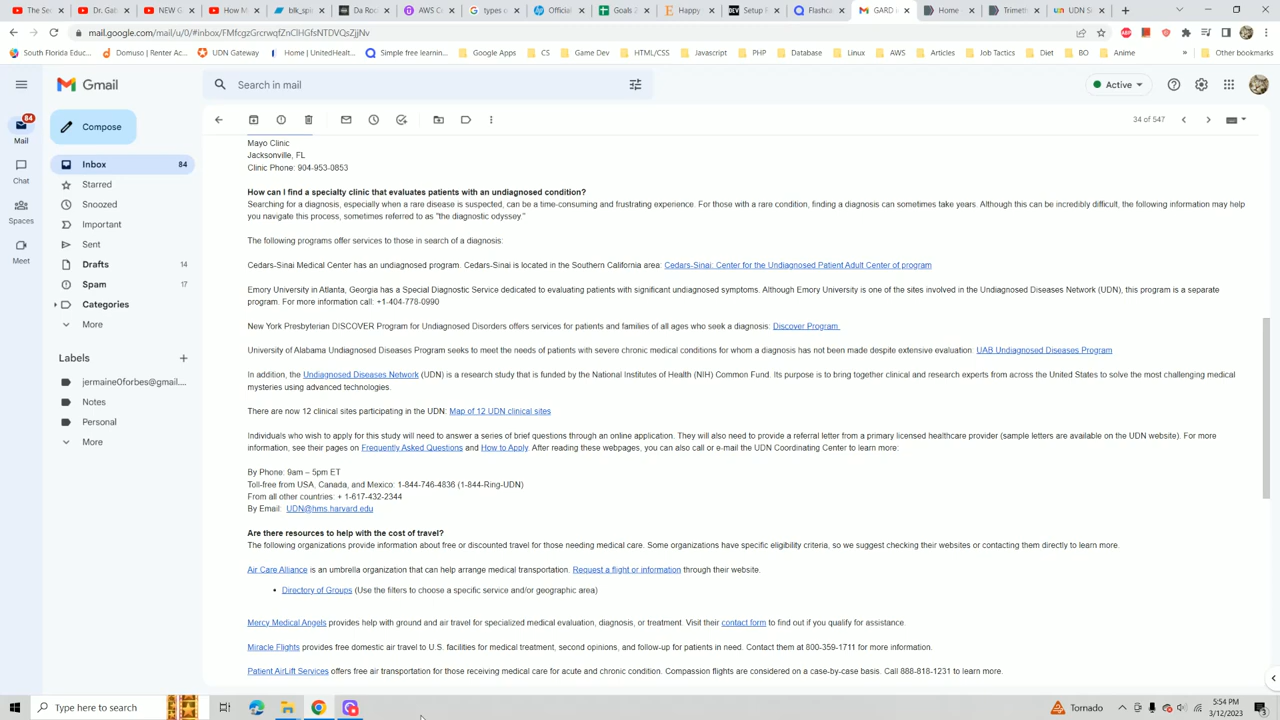 Dr. Gatl
NEW G
How M
blk_spi
Da Roo
AWS Ca
types o
Officia
Goals 2
Happy
Setup F
Flashca
GARD I
Home
Trimeth
UDN S
mail.google.com/mail/u/0/#inbox/FMfcgzGrcrwqfZnClHGfsNTDVQsZjjNv
South Florida Educ...
Domuso | Renter Ac...
UDN Gateway
Home | UnitedHealt...
Simple free learnin...
Google Apps
CS
Game Dev
HTML/CSS
Javascript
PHP
Database
Linux
AWS
Articles
Job Tactics
Diet
BO
Anime
»
Other bookmarks
Gmail
Search in mail
Active
84
Mail
Chat
Spaces
Meet
Compose
Inbox 84
Starred
Snoozed
Important
Sent
Drafts 14
Spam 17
Categories
More
Labels
jermaine0forbes@gmail....
Notes
Personal
More
34 of 547
Mayo Clinic
Jacksonville, FL
Clinic Phone: 904-953-0853
How can I find a specialty clinic that evaluates patients with an undiagnosed condition?
Searching for a diagnosis, especially when a rare disease is suspected, can be a time-consuming and frustrating experience. For those with a rare condition, finding a diagnosis can sometimes take years. Although this can be incredibly difficult, the following information may help
you navigate this process, sometimes referred to as "the diagnostic odyssey."
The following programs offer services to those in search of a diagnosis:
Cedars-Sinai Medical Center has an undiagnosed program. Cedars-Sinai is located in the Southern California area: Cedars-Sinai: Center for the Undiagnosed Patient Adult Center of program
Emory University in Atlanta, Georgia has a Special Diagnostic Service dedicated to evaluating patients with significant undiagnosed symptoms. Although Emory University is one of the sites involved in the Undiagnosed Diseases Network (UDN), this program is a separate
program. For more information call: +1-404-778-0990
New York Presbyterian DISCOVER Program for Undiagnosed Disorders offers services for patients and families of all ages who seek a diagnosis. Discover Program.
University of Alabama Undiagnosed Diseases Program seeks to meet the needs of patients with severe chronic medical conditions for whom a diagnosis has not been made despite extensive evaluation: UAB Undiagnosed Diseases Program
In addition, the Undiagnosed Diseases Network (UDN) is a research study that is funded by the National Institutes of Health (NIH) Common Fund. Its purpose is to bring together clinical and research experts from across the United States to solve the most challenging medical
mysteries using advanced technologies.
There are now 12 clinical sites participating in the UDN: Map of 12 UDN clinical sites
Individuals who wish to apply for this study will need to answer a series of brief questions through an online application. They will also need to provide a referral letter from a primary licensed healthcare provider (sample letters are available on the UDN website). For more
information, see their pages on Frequently Asked Questions and How to Apply. After reading these webpages, you can also call or e-mail the UDN Coordinating Center to learn more:
By Phone: 9am – 5pm ET
Toll-free from USA, Canada, and Mexico: 1-844-746-4836 (1-844-Ring-UDN)
From all other countries: + 1-617-432-2344
By Email: UDN@hms.harvard.edu
Are there resources to help with the cost of travel?
The following organizations provide information about free or discounted travel for those needing medical care. Some organizations have specific eligibility criteria, so we suggest checking their websites or contacting them directly to learn more.
Air Care Alliance is an umbrella organization that can help arrange medical transportation. Request a flight or information through their website.
• Directory of Groups (Use the filters to choose a specific service and/or geographic area)
Mercy Medical Angels provides help with ground and air travel for specialized medical evaluation, diagnosis, or treatment. Visit their contact form to find out if you qualify for assistance.
Miracle Flights provides free domestic air travel to U.S. facilities for medical treatment, second opinions, and follow-up for patients in need. Contact them at 800-359-1711 for more information.
Patient AirLift Services offers free air transportation for those receiving medical care for acute and chronic condition. Compassion flights are considered on a case-by-case basis. Call 888-818-1231 to learn more.
Type here to search
Tornado
5:54 PM
3/12/2023